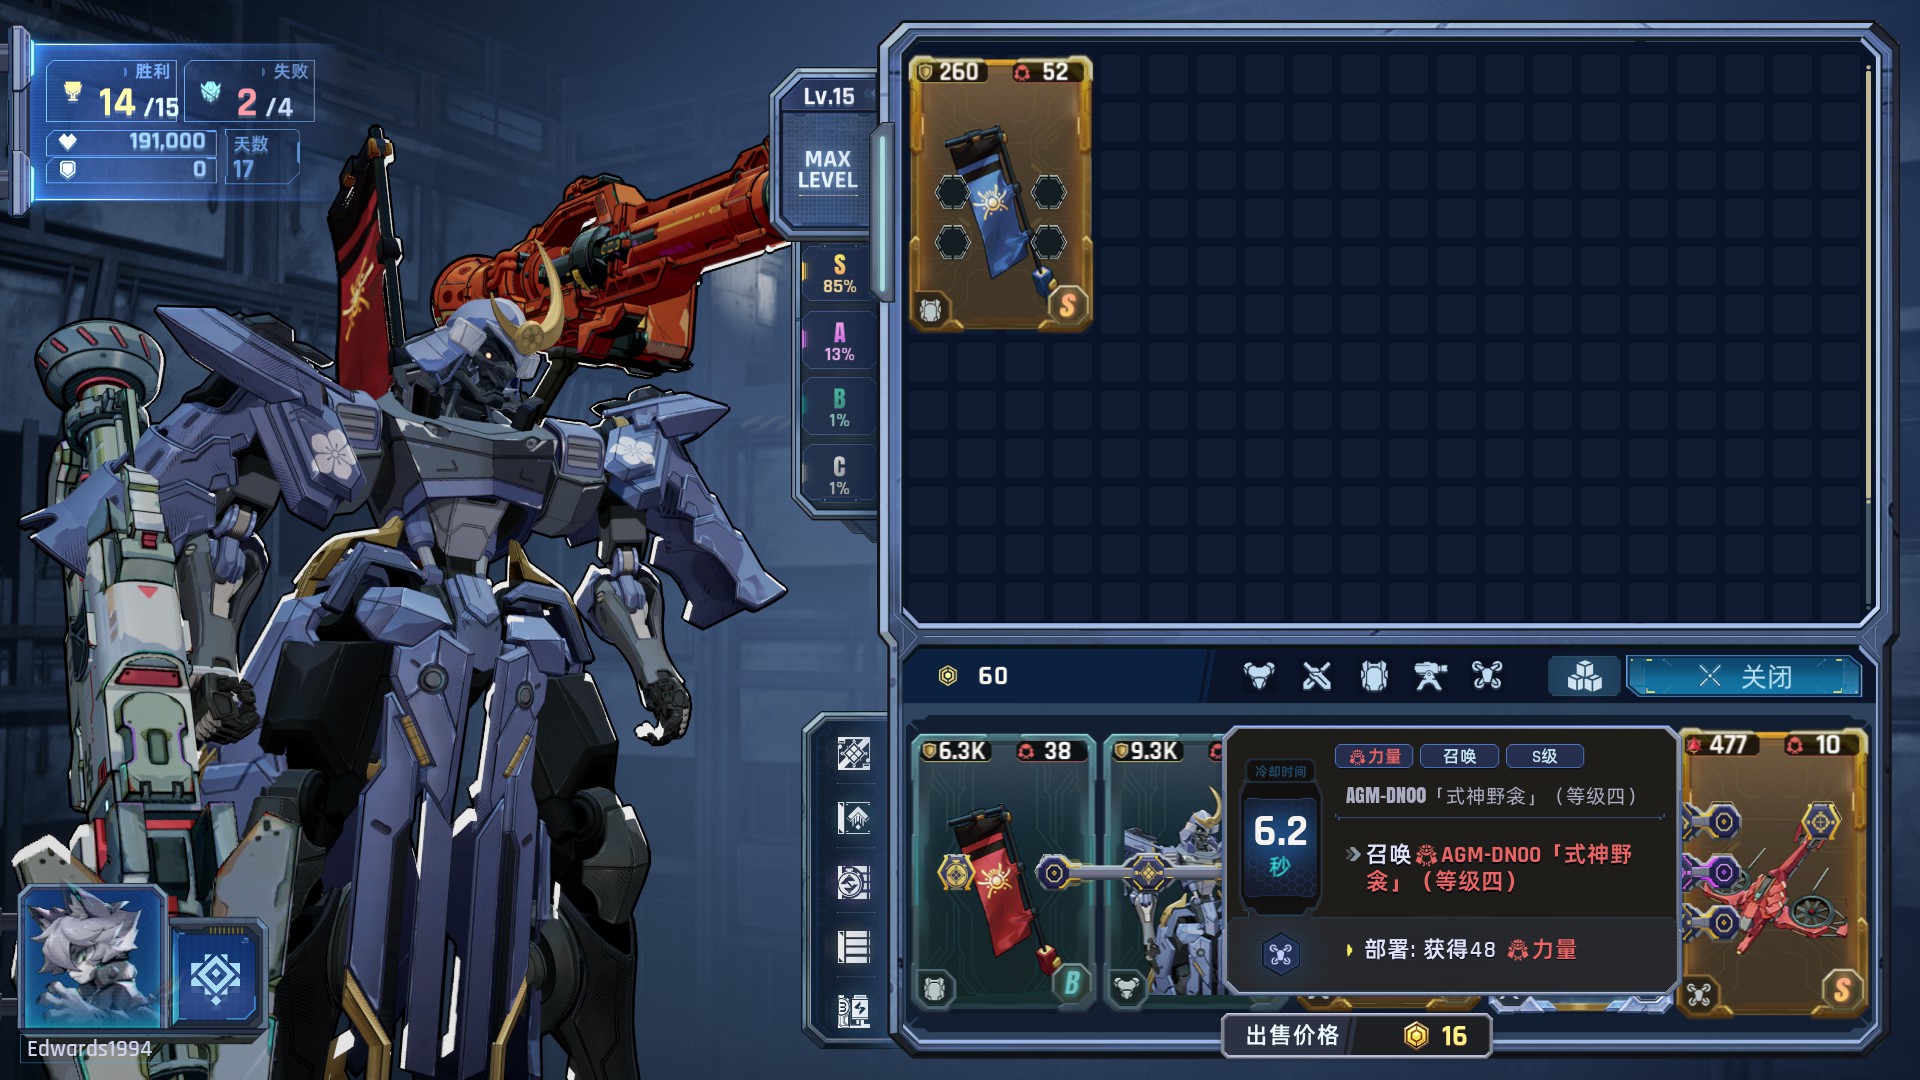 胜利
14 /15
失败
2 /4
191,000
0
天数
17
Lv.15
MAX
LEVEL
S
85%
A
13%
B
1%
C
1%
260
52
S
60
关闭
6.3K
38
B
9.3K
冷却时间
6.2
秒
力量
召唤
S级
AGM-DN00「式神野衾」（等级四）
召唤 AGM-DN00「式神野
衾」（等级四）
部署: 获得48 力量
477
10
S
出售价格
16
Edwards1994